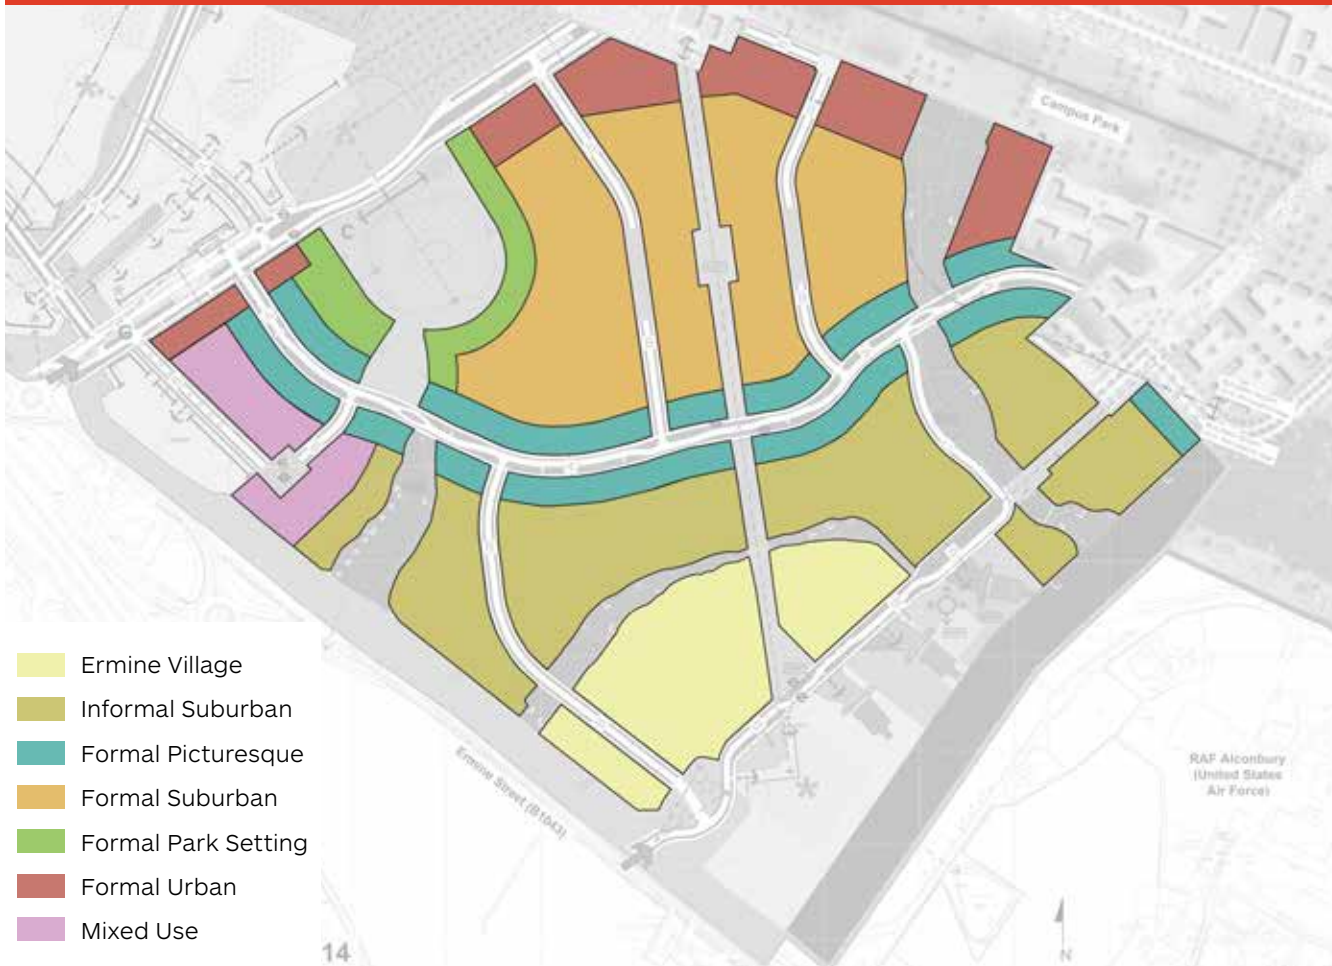 Campus Park
C
G
Ermine Village
Informal Suburban
Formal Picturesque
Formal Suburban
Formal Park Setting
Formal Urban
Mixed Use
Ermine Street (B1043)
RAF Alconbury
(United States
Air Force)
14
N